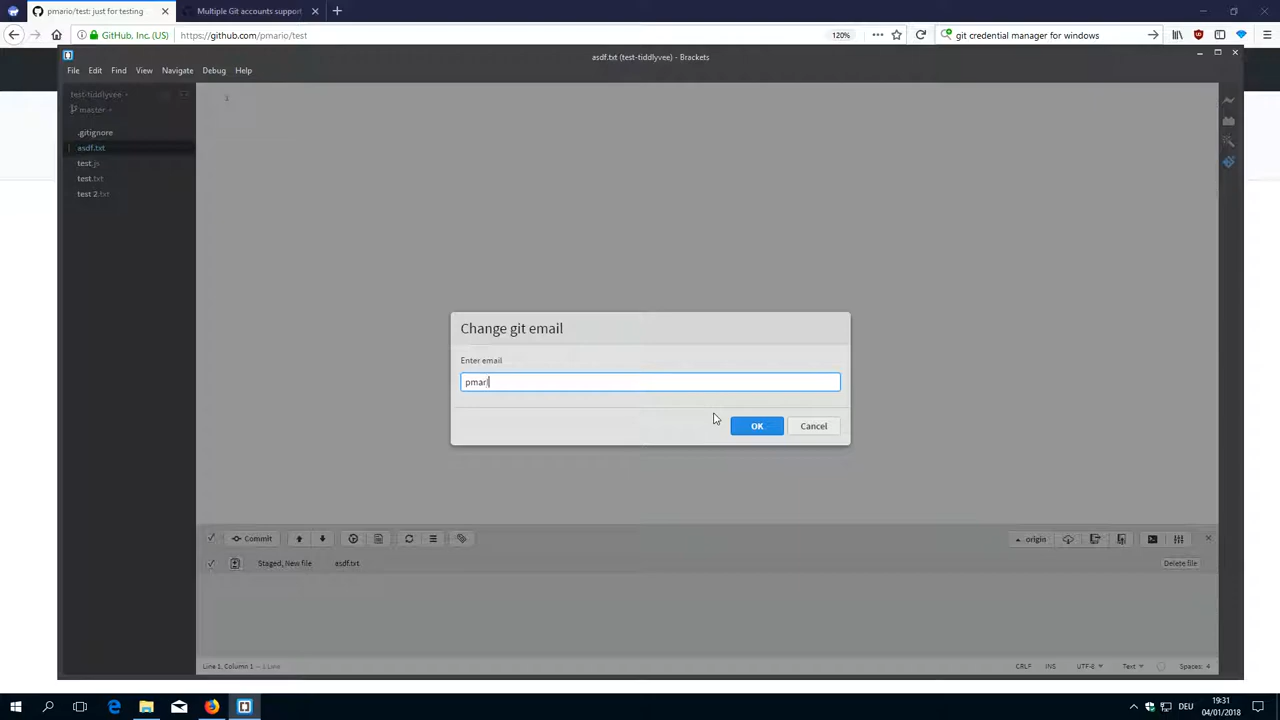 pmario/test: just for testing
Multiple Git accounts support
GitHub, Inc. (US)
https://github.com/pmario/test
120%
git credential manager for windows
asdf.txt (test-tiddlyvee) - Brackets
File Edit Find View Navigate Debug Help
test-tiddlyvee
master
.gitignore
asdf.txt
test.js
test.txt
test 2.txt
1
Change git email
Enter email
pmari
OK
Cancel
Commit
origin
Staged, New file
asdf.txt
Delete file
Line 1, Column 1 — 1 Line
CRLF
INS
UTF-8
Text
Spaces: 4
DEU
19:31
04/01/2018